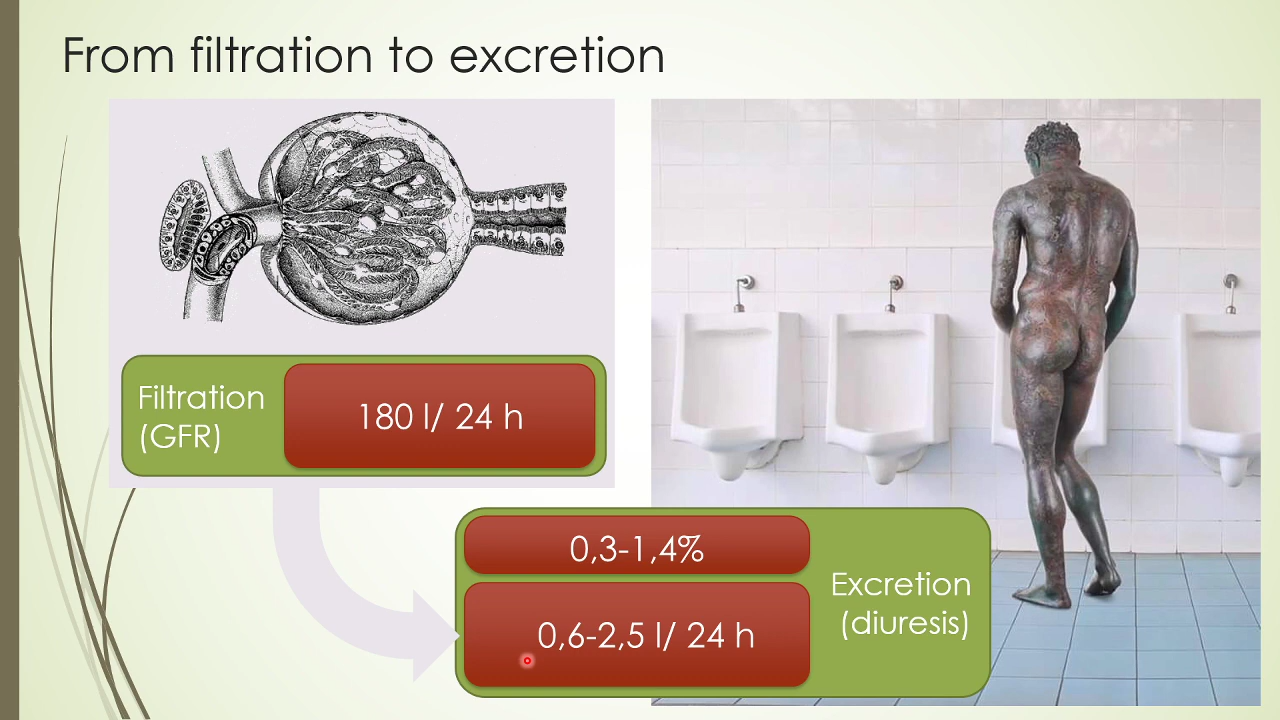 From filtration to excretion
Filtration
(GFR)
180 l/ 24 h
0,3-1,4%
0,6-2,5 l/ 24 h
Excretion
(diuresis)